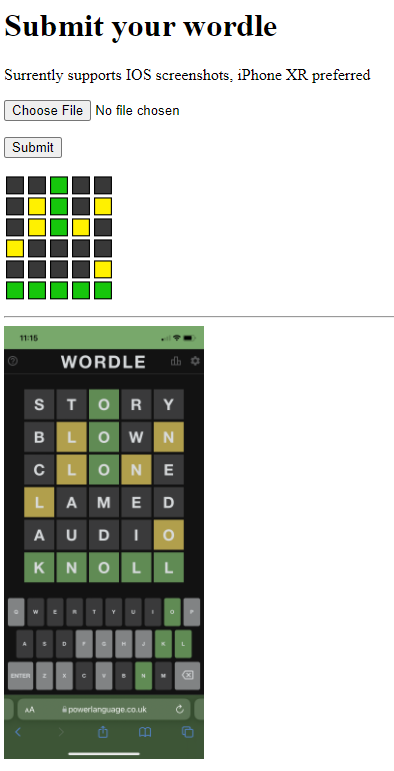 Submit your wordle
Surrently supports IOS screenshots, iPhone XR preferred
Choose File No file chosen
Submit
11:15
WORDLE
S T O R Y
B L O W N
C L O N E
L A M E D
A U D I O
K N O L L
Q W E R T Y U I O P
A S D F G H J K L
ENTER Z X C V B N M
AA powerlanguage.co.uk